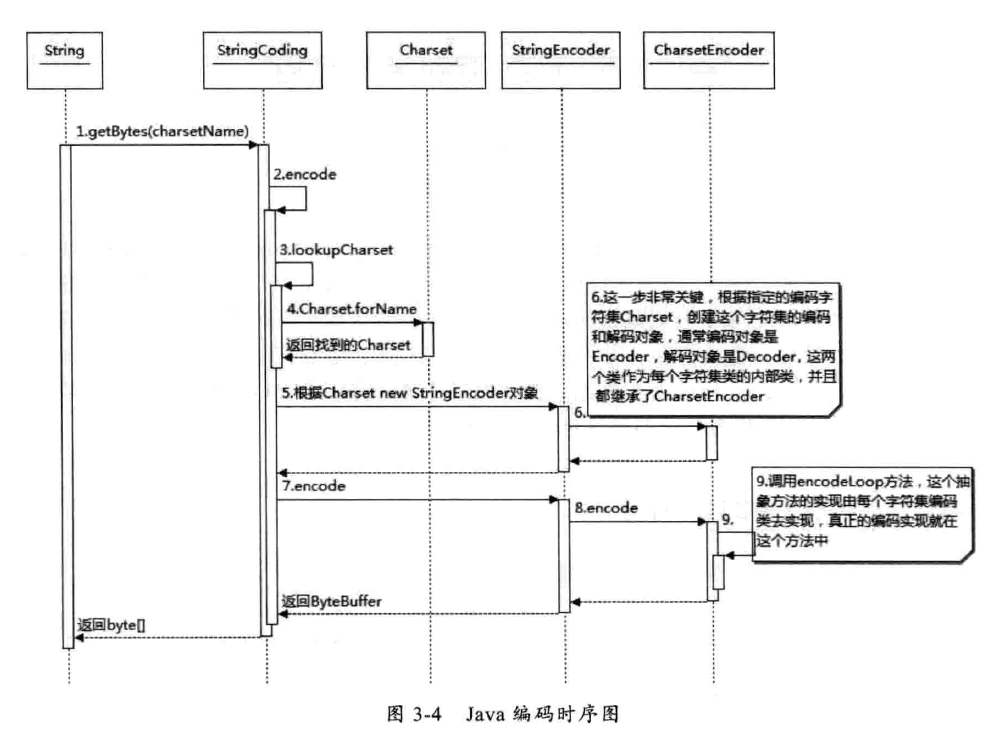 String
StringCoding
Charset
StringEncoder
CharsetEncoder
1.getBytes(charsetName)
2.encode
3.lookupCharset
4.Charset.forName
返回找到的Charset
5.根据Charset new StringEncoder对象
6.
6.这一步非常关键，根据指定的编码字
符集Charset，创建这个字符集的编码
和解码对象，通常编码对象是
Encoder，解码对象是Decoder，这两
个类作为每个字符集类的内部类，并且
都继承了CharsetEncoder
7.encode
8.encode
9.
9.调用encodeLoop方法，这个抽
象方法的实现由每个字符集编码
类去实现，真正的编码实现就在
这个方法中
返回ByteBuffer
返回byte[]
图 3-4 Java 编码时序图